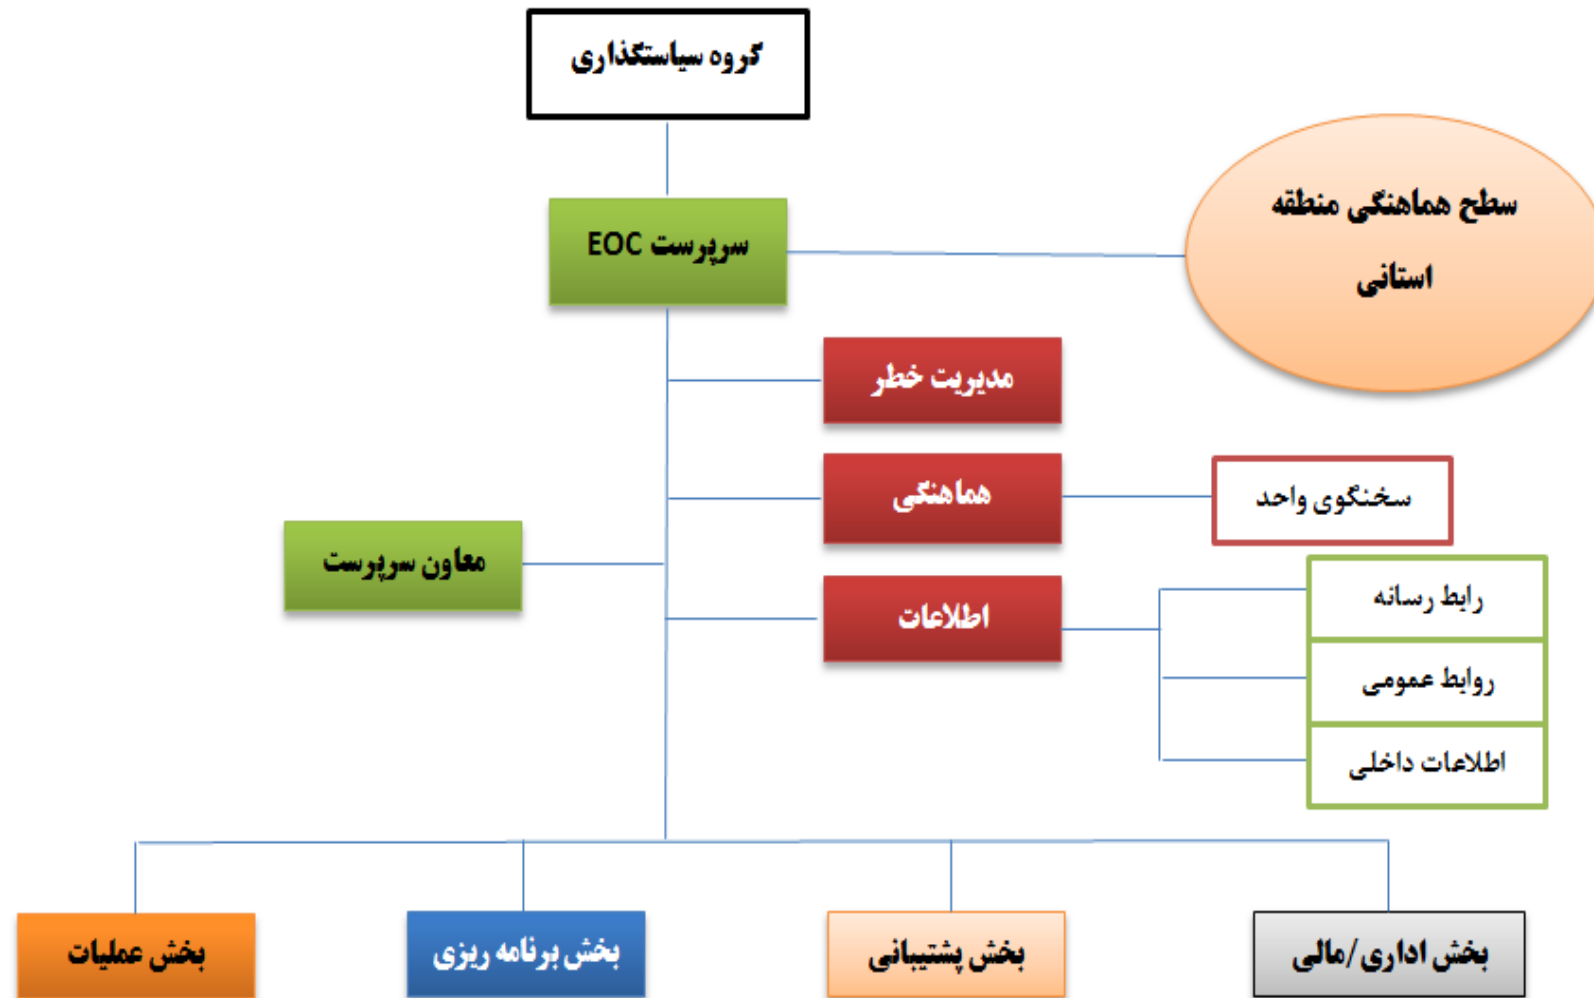 گروه سیاستگذاری
سرپرست EOC
سطح هماهنگی منطقه
استانی
مدیریت خطر
هماهنگی
سخنگوی واحد
معاون سرپرست
اطلاعات
رابط رسانه
روابط عمومی
اطلاعات داخلی
بخش اداری/مالی
بخش پشتیبانی
بخش برنامه ریزی
بخش عملیات